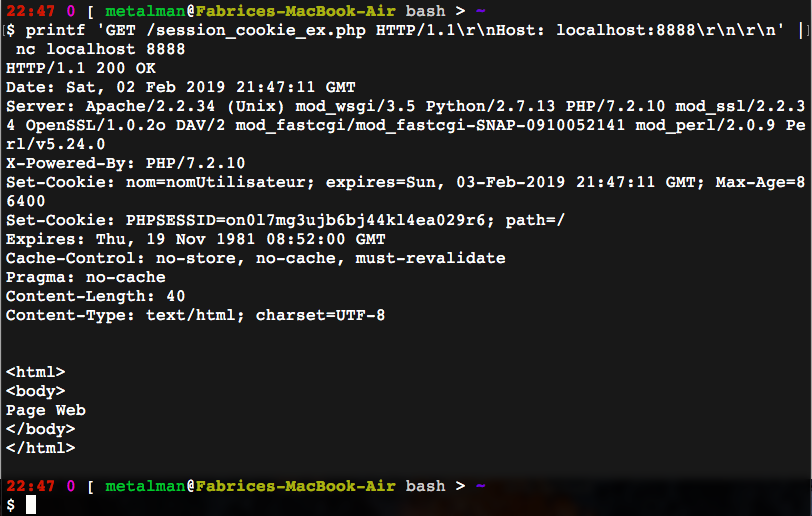 22:47 0 [ metalman@Fabrices-MacBook-Air bash > ~
[$ printf 'GET /session_cookie_ex.php HTTP/1.1\r\nHost: localhost:8888\r\n\r\n' |]
nc localhost 8888
HTTP/1.1 200 OK
Date: Sat, 02 Feb 2019 21:47:11 GMT
Server: Apache/2.2.34 (Unix) mod_wsgi/3.5 Python/2.7.13 PHP/7.2.10 mod_ssl/2.2.3
4 OpenSSL/1.0.2o DAV/2 mod_fastcgi/mod_fastcgi-SNAP-0910052141 mod_perl/2.0.9 Pe
rl/v5.24.0
X-Powered-By: PHP/7.2.10
Set-Cookie: nom=nomUtilisateur; expires=Sun, 03-Feb-2019 21:47:11 GMT; Max-Age=8
6400
Set-Cookie: PHPSESSID=on0l7mg3ujb6bj44kl4ea029r6; path=/
Expires: Thu, 19 Nov 1981 08:52:00 GMT
Cache-Control: no-store, no-cache, must-revalidate
Pragma: no-cache
Content-Length: 40
Content-Type: text/html; charset=UTF-8
<html>
<body>
Page Web
</body>
</html>
22:47 0 [ metalman@Fabrices-MacBook-Air bash > ~
$